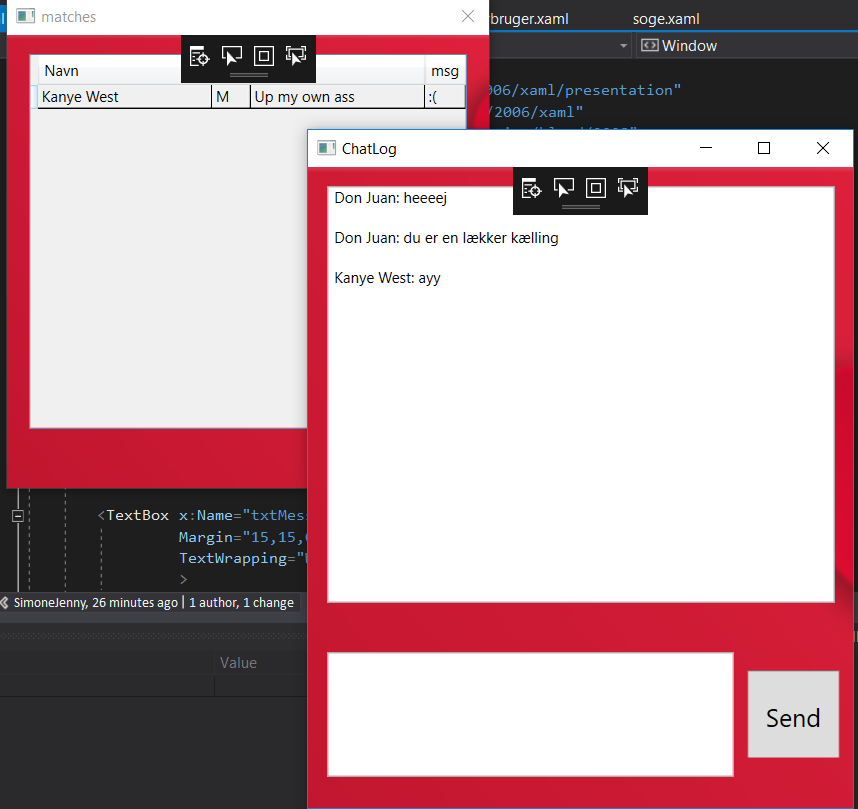 matches
rbruger.xaml
soge.xaml
Window
Navn
msg
Kanye West M Up my own ass :(
006/xaml/presentation"
/2006/xaml"
ChatLog
Don Juan: heeeej
Don Juan: du er en lækker kælling
Kanye West: ayy
<TextBox x:Name="txtMes
Margin="15,15,
TextWrapping="
>
SimoneJenny, 26 minutes ago | 1 author, 1 change
Value
Send